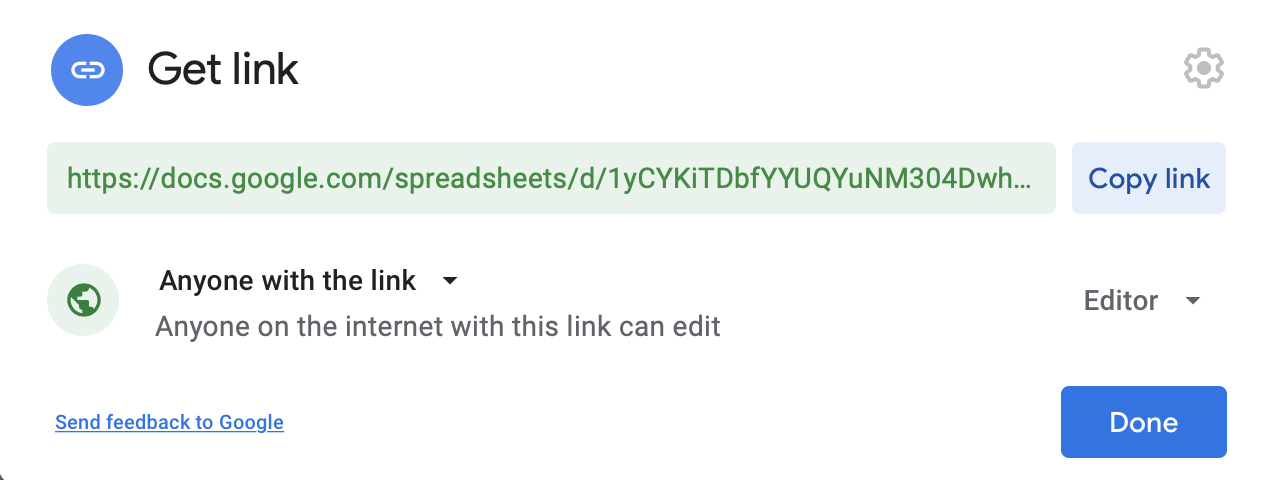 Get link
https://docs.google.com/spreadsheets/d/1yCYKiTDbfYYUQYuNM304Dwh... Copy link
Anyone with the link
Anyone on the internet with this link can edit
Editor
Send feedback to Google
Done